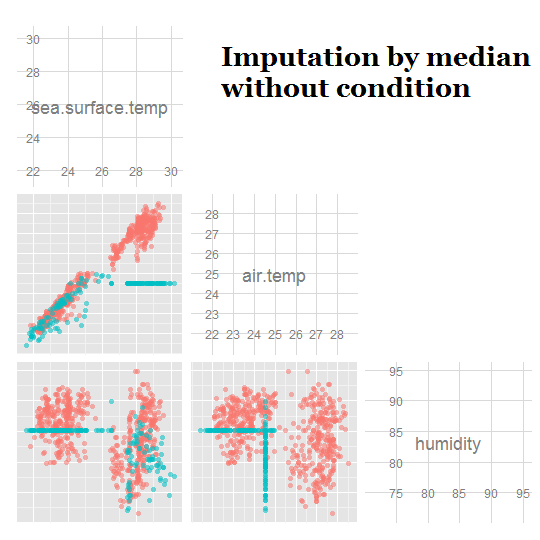 Imputation by median
without condition
30
28
26
24
22
sea.surface.temp
22 24 26 28 30
28
27
26
25
24
23
22
air.temp
22 23 24 25 26 27 28
95
90
85
80
75
humidity
75 80 85 90 95